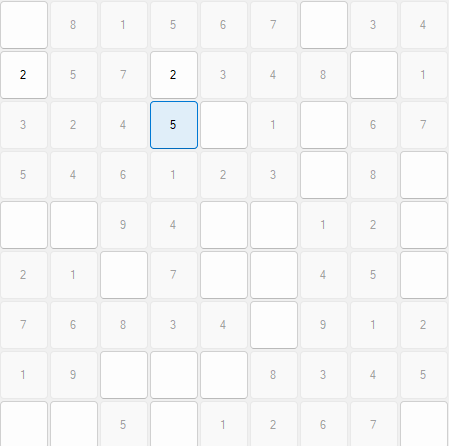 8 1 5 6 7 3 4
2 5 7 2 3 4 8 1
3 2 4 5 1 6 7
5 4 6 1 2 3 8
9 4 1 2
2 1 7 4 5
7 6 8 3 4 9 1 2
1 9 8 3 4 5
5 1 2 6 7